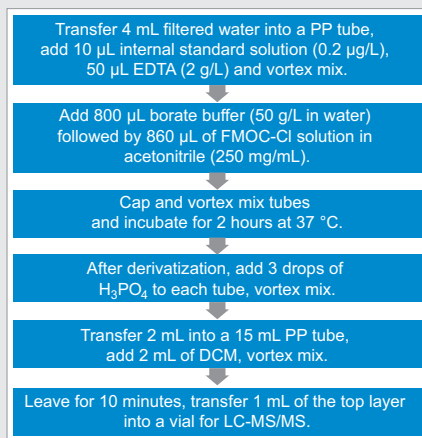 Transfer 4 mL filtered water into a PP tube,
add 10 µL internal standard solution (0.2 µg/L),
50 µL EDTA (2 g/L) and vortex mix.
Add 800 µL borate buffer (50 g/L in water)
followed by 860 µL of FMOC-Cl solution in
acetonitrile (250 mg/mL).
Cap and vortex mix tubes
and incubate for 2 hours at 37 °C.
After derivatization, add 3 drops of
H₃PO₄ to each tube, vortex mix.
Transfer 2 mL into a 15 mL PP tube,
add 2 mL of DCM, vortex mix.
Leave for 10 minutes, transfer 1 mL of the top layer
into a vial for LC-MS/MS.